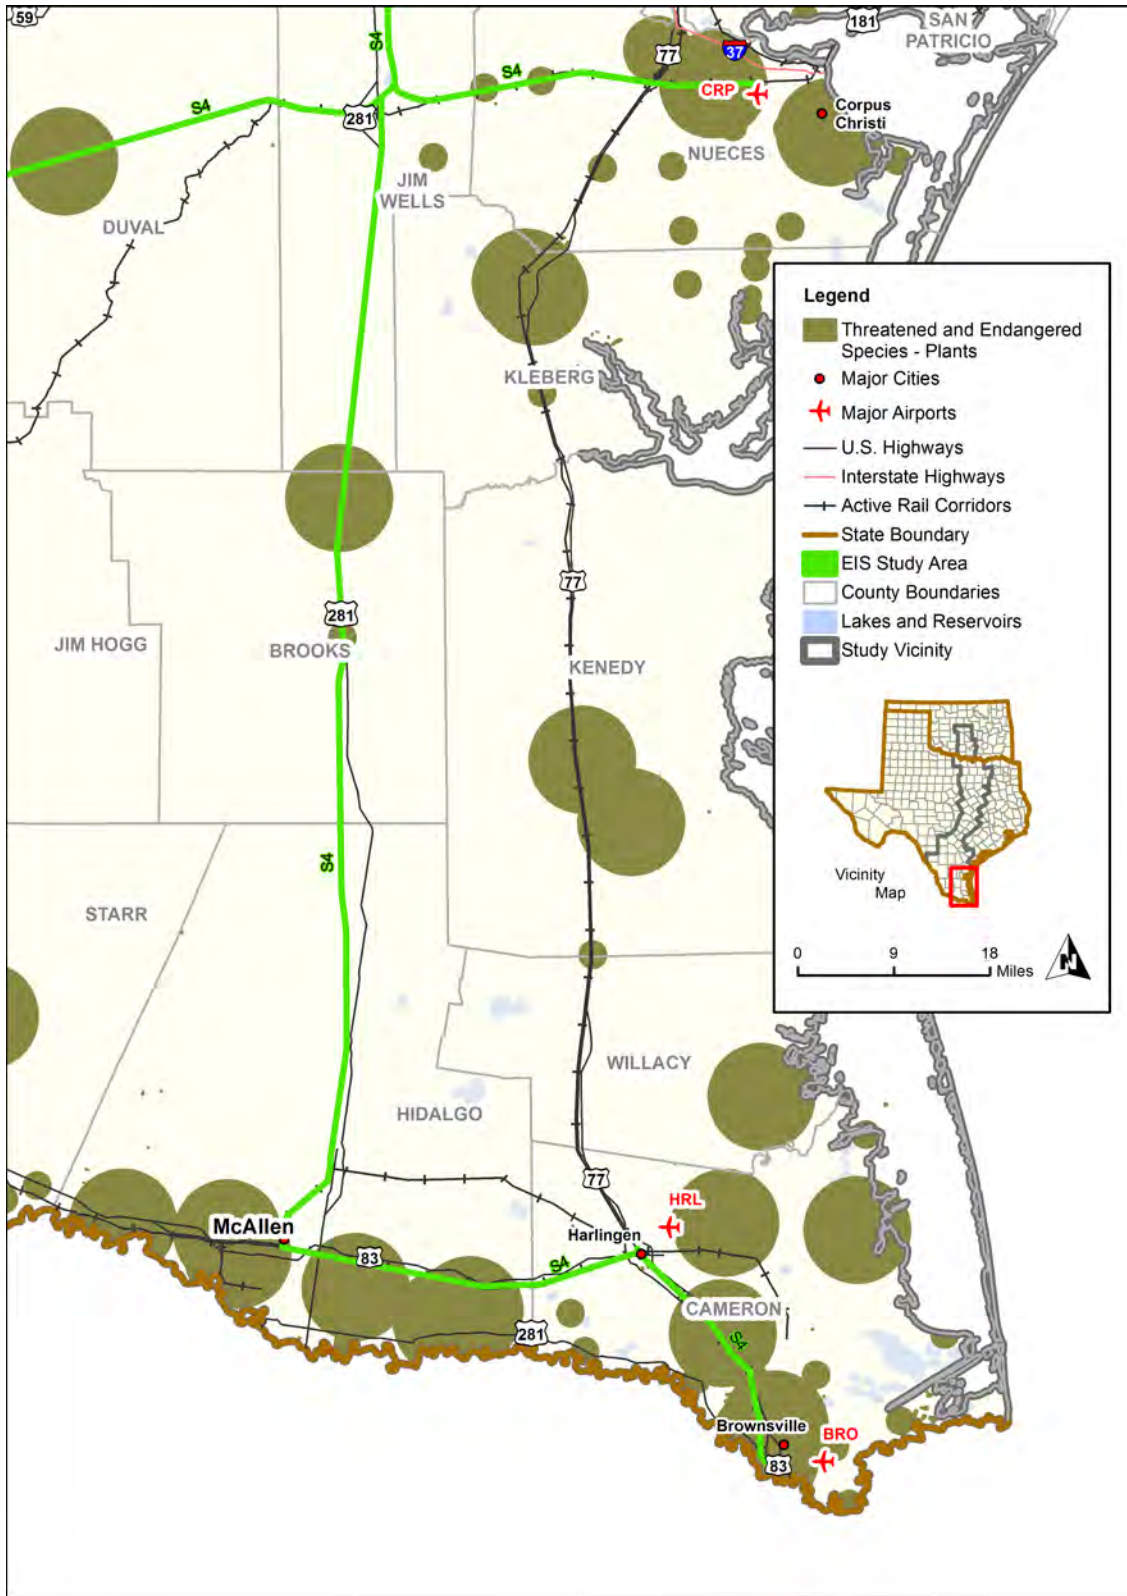 59
S4
77
37
181
SAN
PATRICIO
S4
S4
CRP
281
Corpus
Christi
NUECES
JIM
WELLS
DUVAL
KLEBERG
Legend
Threatened and Endangered
Species - Plants
Major Cities
Major Airports
U.S. Highways
Interstate Highways
Active Rail Corridors
State Boundary
EIS Study Area
County Boundaries
Lakes and Reservoirs
Study Vicinity
77
281
JIM HOGG
BROOKS
KENEDY
Vicinity
Map
S4
STARR
0 9 18
Miles
N
WILLACY
HIDALGO
77
HRL
McAllen
Harlingen
83
S4
CAMERON
281
S4
Brownsville
BRO
83